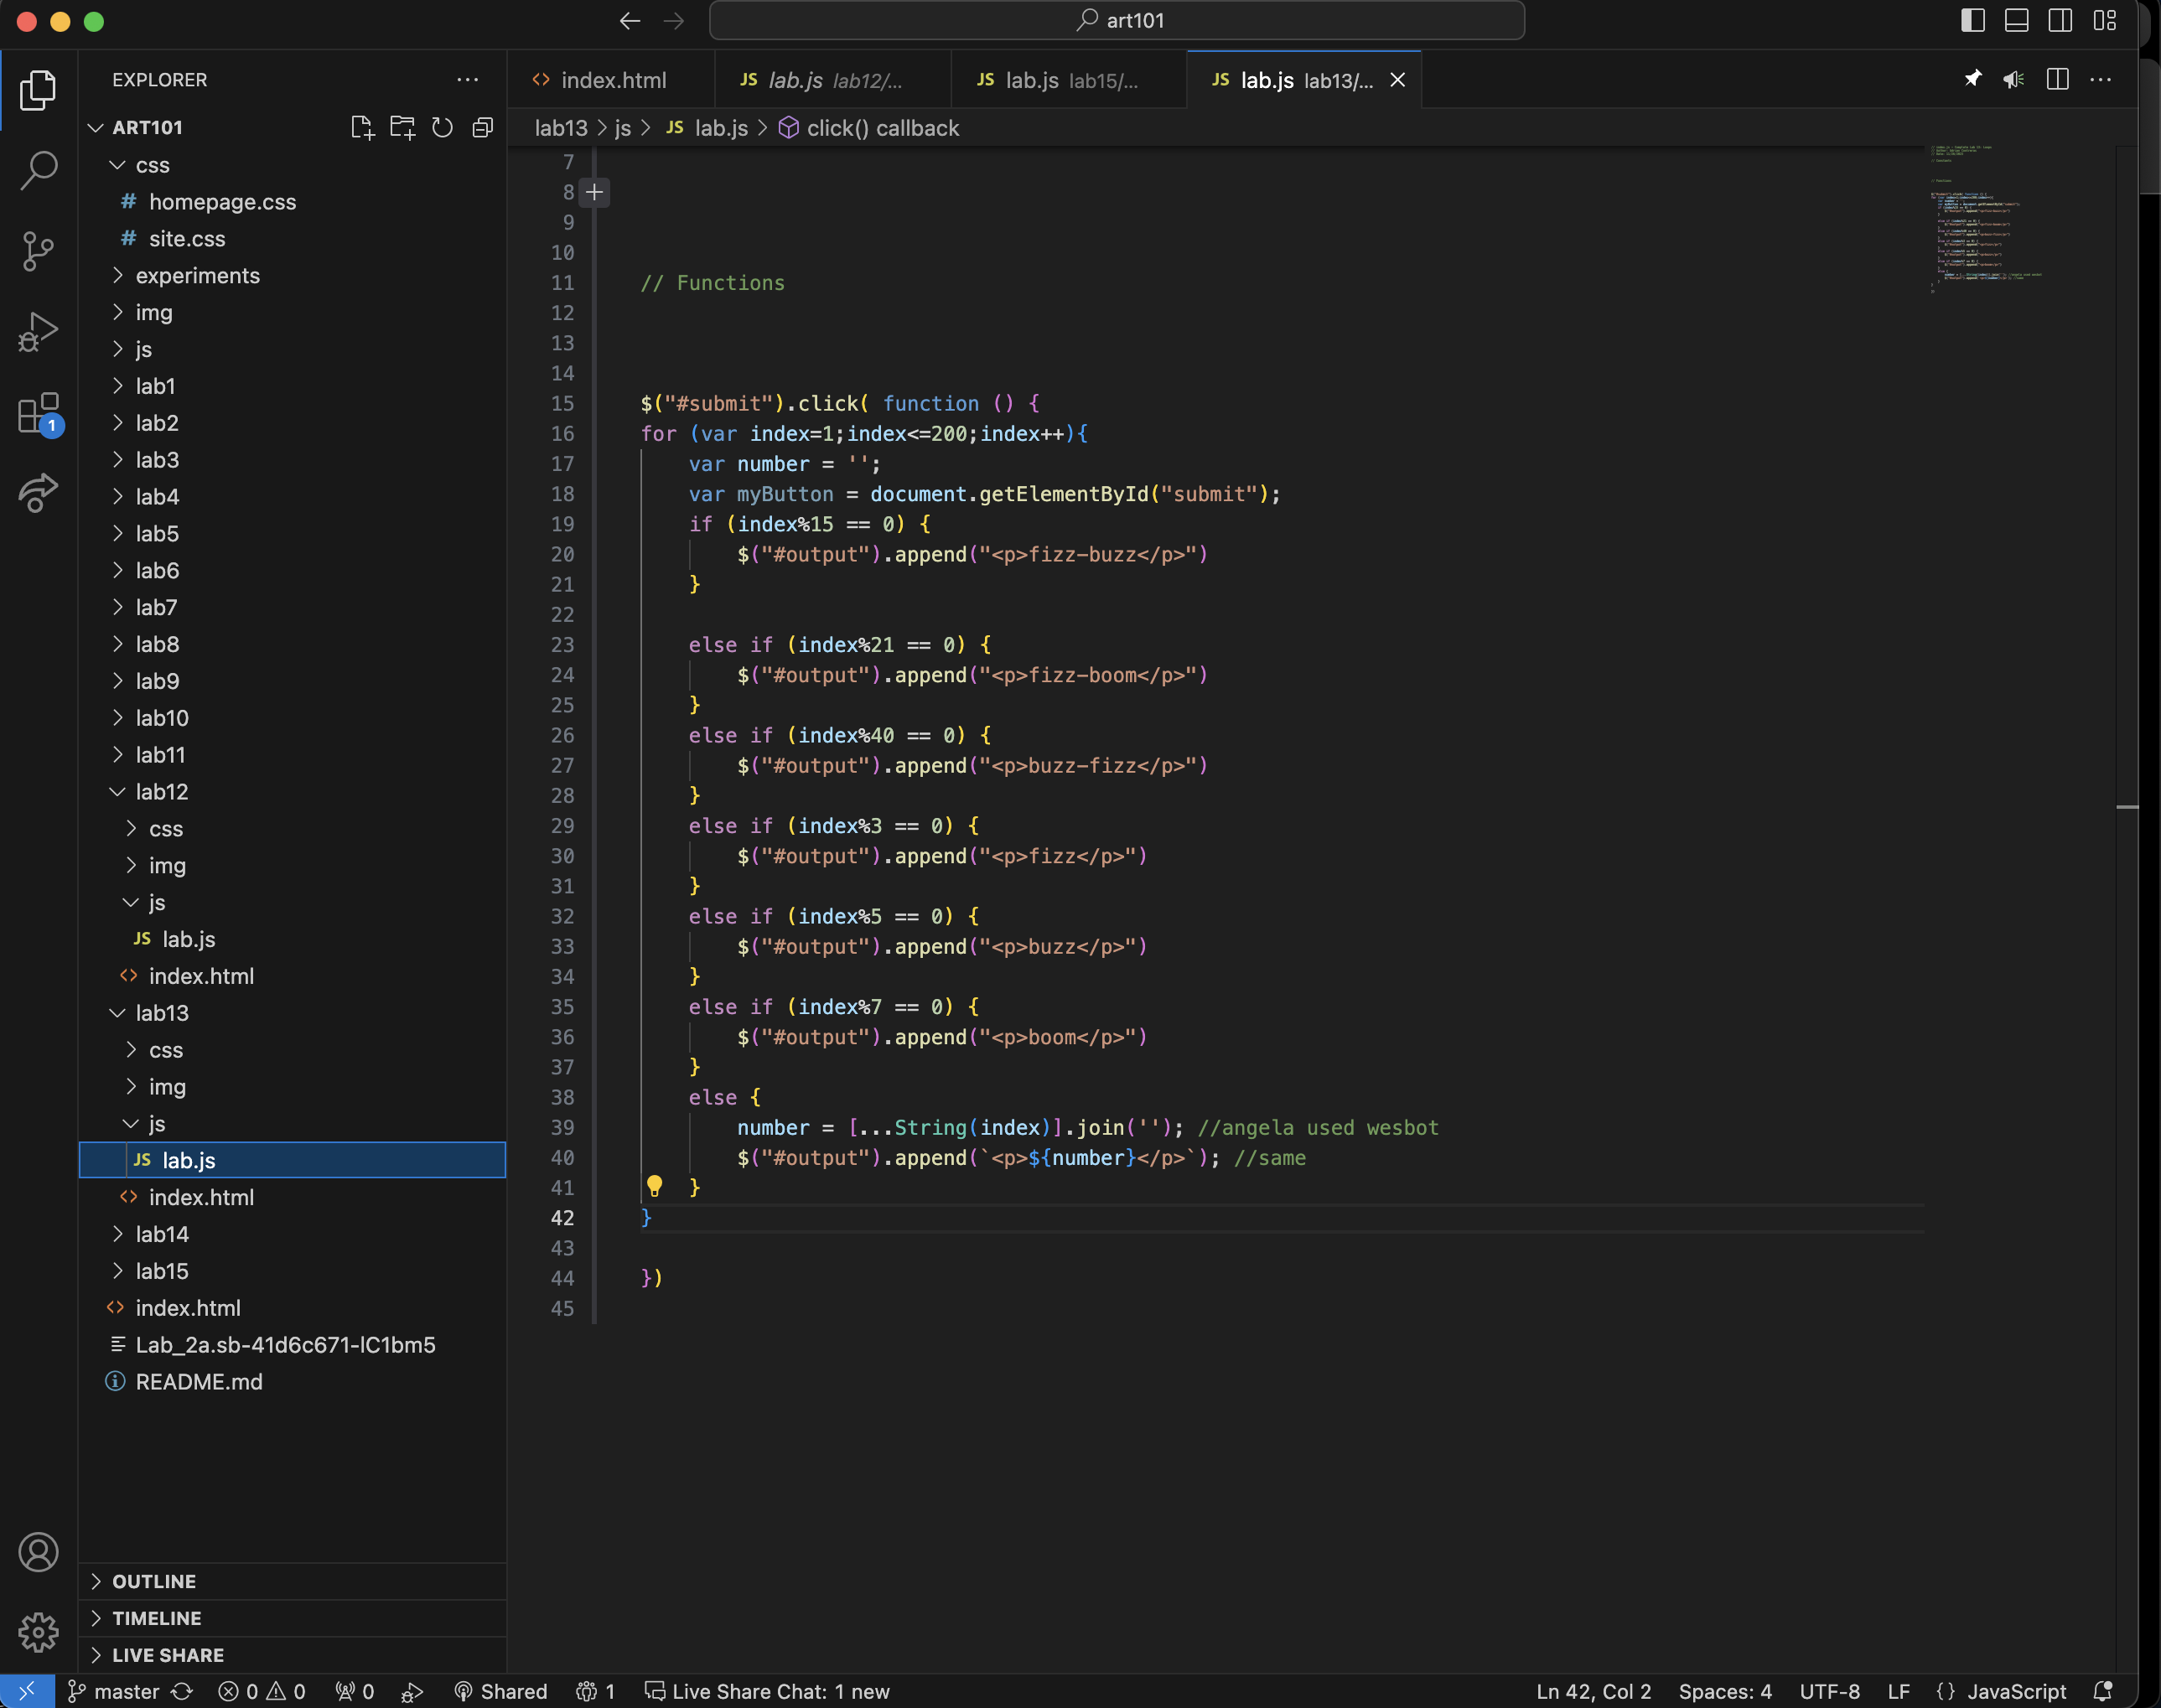 art101
EXPLORER
index.html
JS lab.js lab12/...
JS lab.js lab15/...
JS lab.js lab13/...
ART101
lab13 > js > JS lab.js > click() callback
css
# homepage.css
# site.css
experiments
img
js
lab1
lab2
lab3
lab4
lab5
lab6
lab7
lab8
lab9
lab10
lab11
lab12
css
img
js
JS lab.js
index.html
lab13
css
img
js
JS lab.js
index.html
lab14
lab15
index.html
Lab_2a.sb-41d6c671-lC1bm5
README.md
OUTLINE
TIMELINE
LIVE SHARE
1
7
8
9
10
11 // Functions
12
13
14
15 $("#submit").click( function () {
16 for (var index=1;index<=200;index++){
17     var number = '';
18     var myButton = document.getElementById("submit");
19     if (index%15 == 0) {
20         $("#output").append("<p>fizz-buzz</p>")
21     }
22
23     else if (index%21 == 0) {
24         $("#output").append("<p>fizz-boom</p>")
25     }
26     else if (index%40 == 0) {
27         $("#output").append("<p>buzz-fizz</p>")
28     }
29     else if (index%3 == 0) {
30         $("#output").append("<p>fizz</p>")
31     }
32     else if (index%5 == 0) {
33         $("#output").append("<p>buzz</p>")
34     }
35     else if (index%7 == 0) {
36         $("#output").append("<p>boom</p>")
37     }
38     else {
39         number = [...String(index)].join(''); //angela used wesbot
40         $("#output").append(`<p>${number}</p>`); //same
41     }
42 }
43
44 })
45
master 0 0 0 Shared 1 Live Share Chat: 1 new Ln 42, Col 2 Spaces: 4 UTF-8 LF {} JavaScript